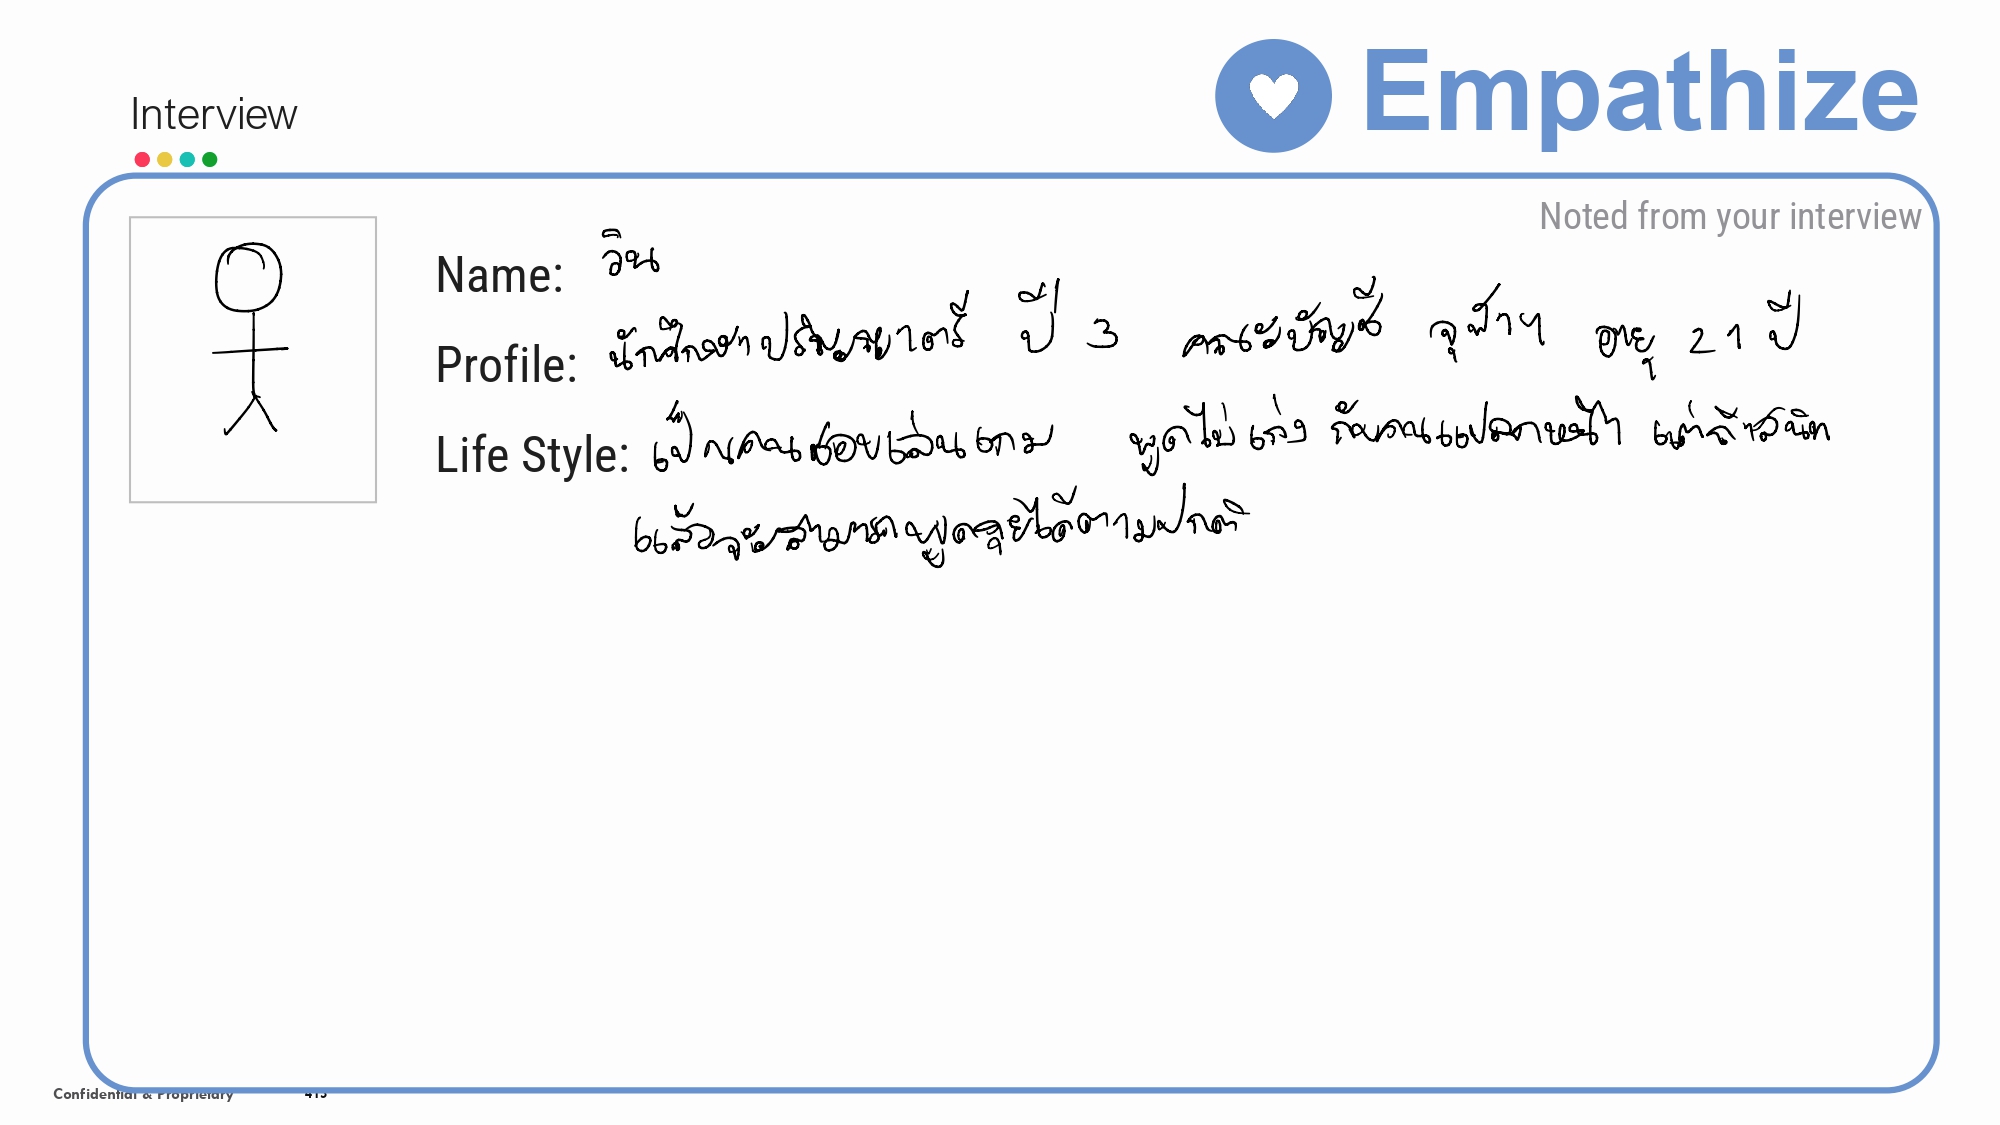 Empathize
Interview
Noted from your interview
Name: วิน
Profile: นักศึกษาปริญญาตรี ปี 3 คณะบัญชี จุฬาฯ อายุ 21 ปี
Life Style: เป็นคนชอบเล่นเกม พูดไม่เก่ง กับคนแปลกหน้า แต่ถ้าสนิท
แล้วจะสามารถพูดคุยได้ตามปกติ
Confidential & Proprietary 413